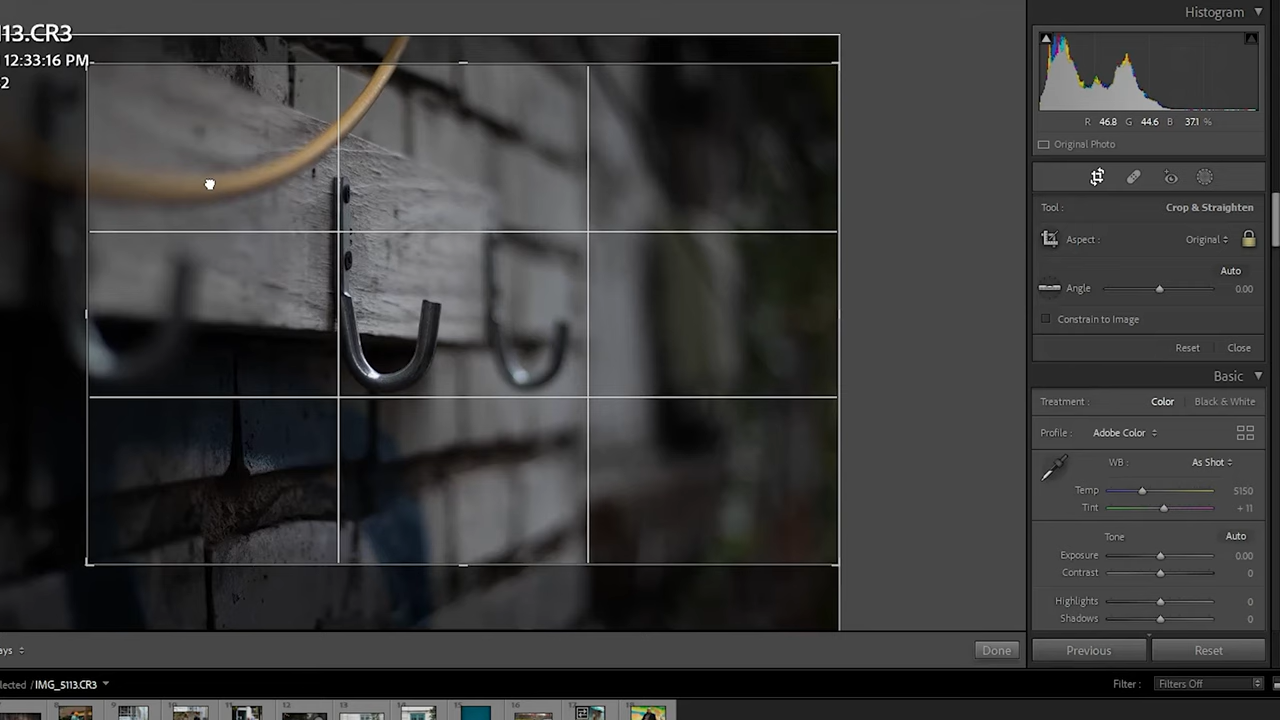 113.CR3
12:33:16 PM
2
Histogram
R 46.8 G 44.6 B 37.1 %
Original Photo
Tool : Crop & Straighten
Aspect : Original
Auto
Angle 0.00
Constrain to Image
Reset Close
Basic
Treatment : Color Black & White
Profile : Adobe Color
WB : As Shot
Temp 5150
Tint + 11
Tone Auto
Exposure 0.00
Contrast 0
Highlights 0
Shadows 0
ays Done Previous Reset
lected / IMG_5113.CR3 Filter : Filters Off